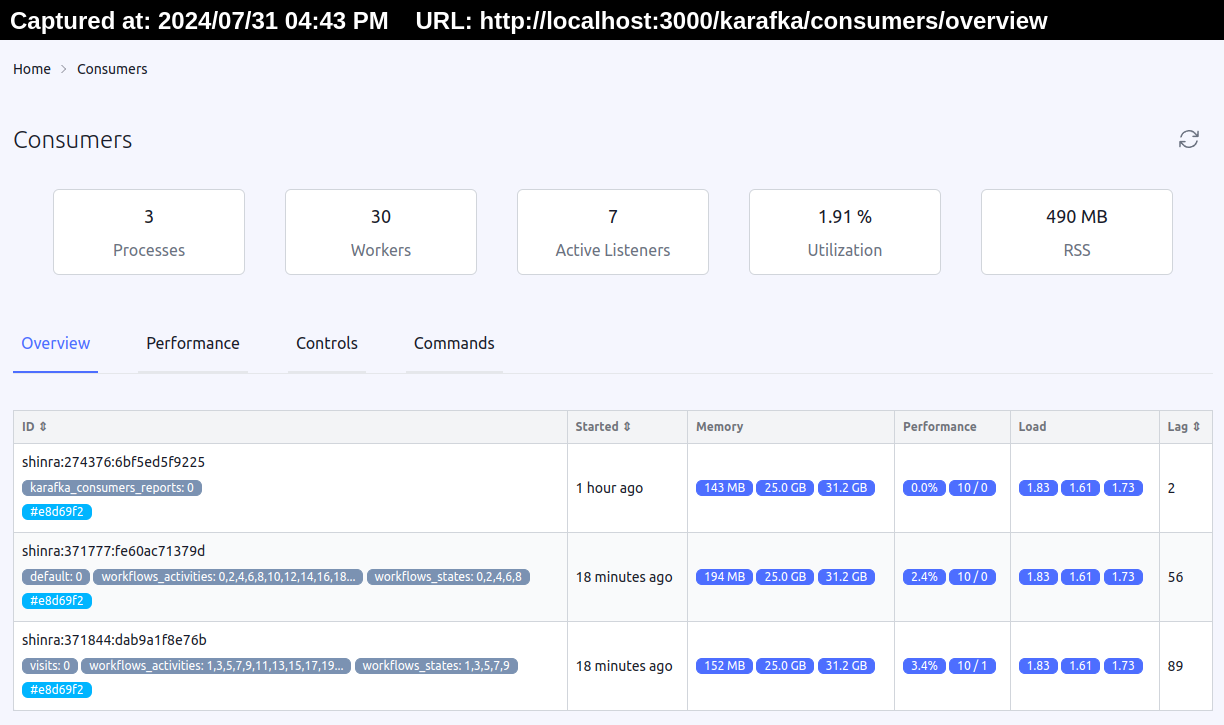 Captured at: 2024/07/31 04:43 PM URL: http://localhost:3000/karafka/consumers/overview
Home > Consumers
Consumers
3
Processes
30
Workers
7
Active Listeners
1.91 %
Utilization
490 MB
RSS
Overview Performance Controls Commands
ID ⇕ Started ⇕ Memory Performance Load Lag ⇕
shinra:274376:6bf5ed5f9225
karafka_consumers_reports: 0
#e8d69f2
1 hour ago 143 MB 25.0 GB 31.2 GB 0.0% 10 / 0 1.83 1.61 1.73 2
shinra:371777:fe60ac71379d
default: 0 workflows_activities: 0,2,4,6,8,10,12,14,16,18... workflows_states: 0,2,4,6,8
#e8d69f2
18 minutes ago 194 MB 25.0 GB 31.2 GB 2.4% 10 / 0 1.83 1.61 1.73 56
shinra:371844:dab9a1f8e76b
visits: 0 workflows_activities: 1,3,5,7,9,11,13,15,17,19... workflows_states: 1,3,5,7,9
#e8d69f2
18 minutes ago 152 MB 25.0 GB 31.2 GB 3.4% 10 / 1 1.83 1.61 1.73 89